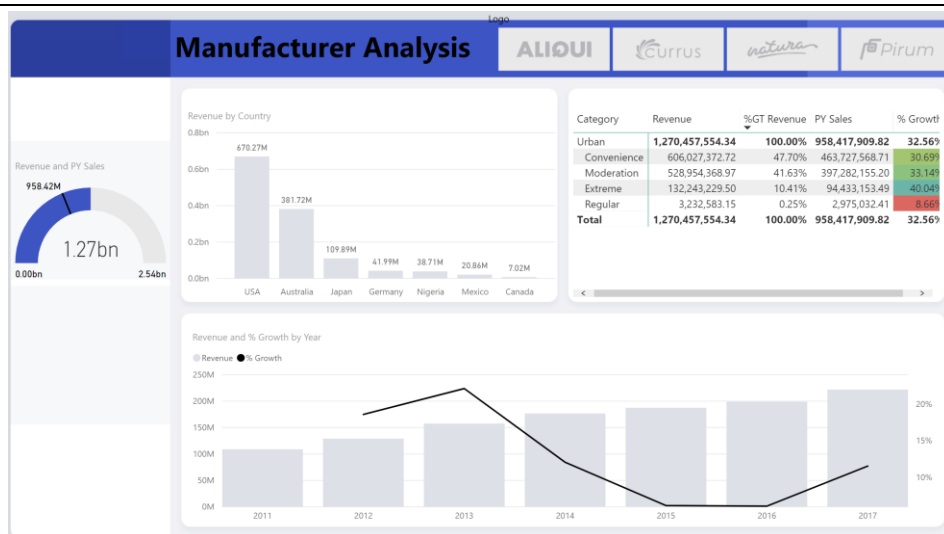 Logo
Manufacturer Analysis
ALIQUI
currus
natura
Pirum
Revenue and PY Sales
958.42M
1.27bn
0.00bn
2.54bn
Revenue by Country
0.8bn
0.6bn
0.4bn
0.2bn
0.0bn
670.27M
381.72M
109.89M
41.99M
38.71M
20.86M
7.02M
USA Australia Japan Germany Nigeria Mexico Canada
Category Revenue %GT Revenue PY Sales % Growth
Urban 1,270,457,554.34 100.00% 958,417,909.82 32.56%
Convenience 606,027,372.72 47.70% 463,727,568.71 30.69%
Moderation 528,954,368.97 41.63% 397,282,155.20 33.14%
Extreme 132,243,229.50 10.41% 94,433,153.49 40.04%
Regular 3,232,583.15 0.25% 2,975,032.41 8.66%
Total 1,270,457,554.34 100.00% 958,417,909.82 32.56%
Revenue and % Growth by Year
Revenue % Growth
250M
200M
150M
100M
50M
0M
20%
15%
10%
2011 2012 2013 2014 2015 2016 2017